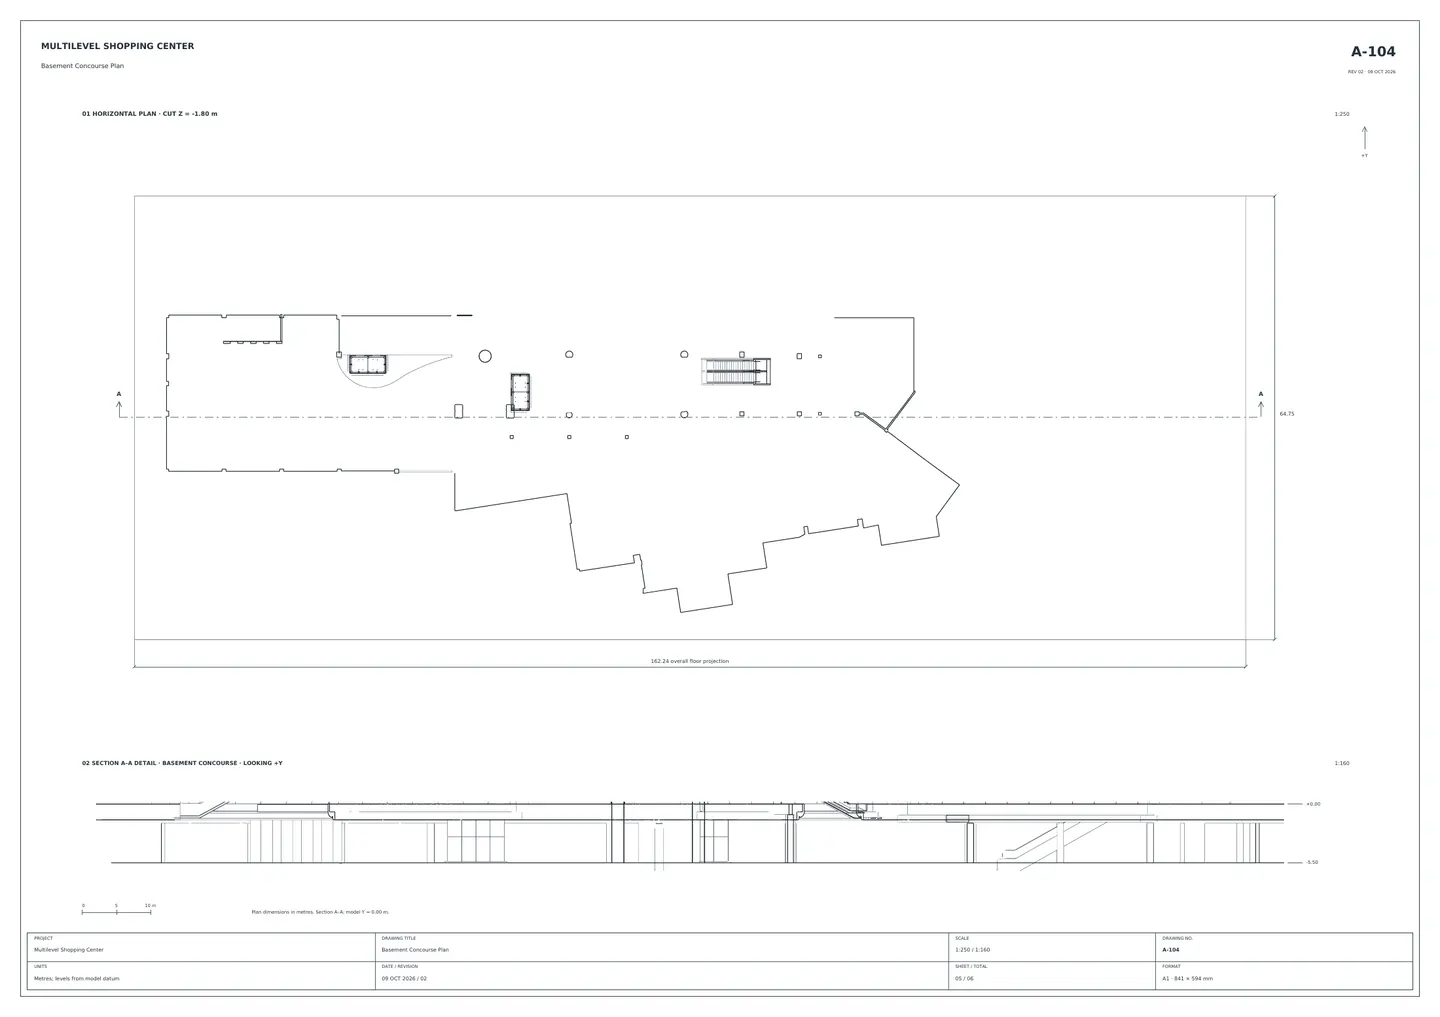 MULTILEVEL SHOPPING CENTER
Basement Concourse Plan
A-104
REV 02 · 09 OCT 2026
01 HORIZONTAL PLAN · CUT Z = -1.80 m
1:250
+Y
A
A
64.75
162.24 overall floor projection
02 SECTION A-A DETAIL · BASEMENT CONCOURSE · LOOKING +Y
1:160
+0.00
-5.50
0 5 10 m
Plan dimensions in metres. Section A-A: model Y = 0.00 m.
PROJECT
Multilevel Shopping Center
DRAWING TITLE
Basement Concourse Plan
SCALE
1:250 / 1:160
DRAWING NO.
A-104
UNITS
Metres; levels from model datum
DATE / REVISION
09 OCT 2026 / 02
SHEET / TOTAL
05 / 06
FORMAT
A1 · 841 × 594 mm